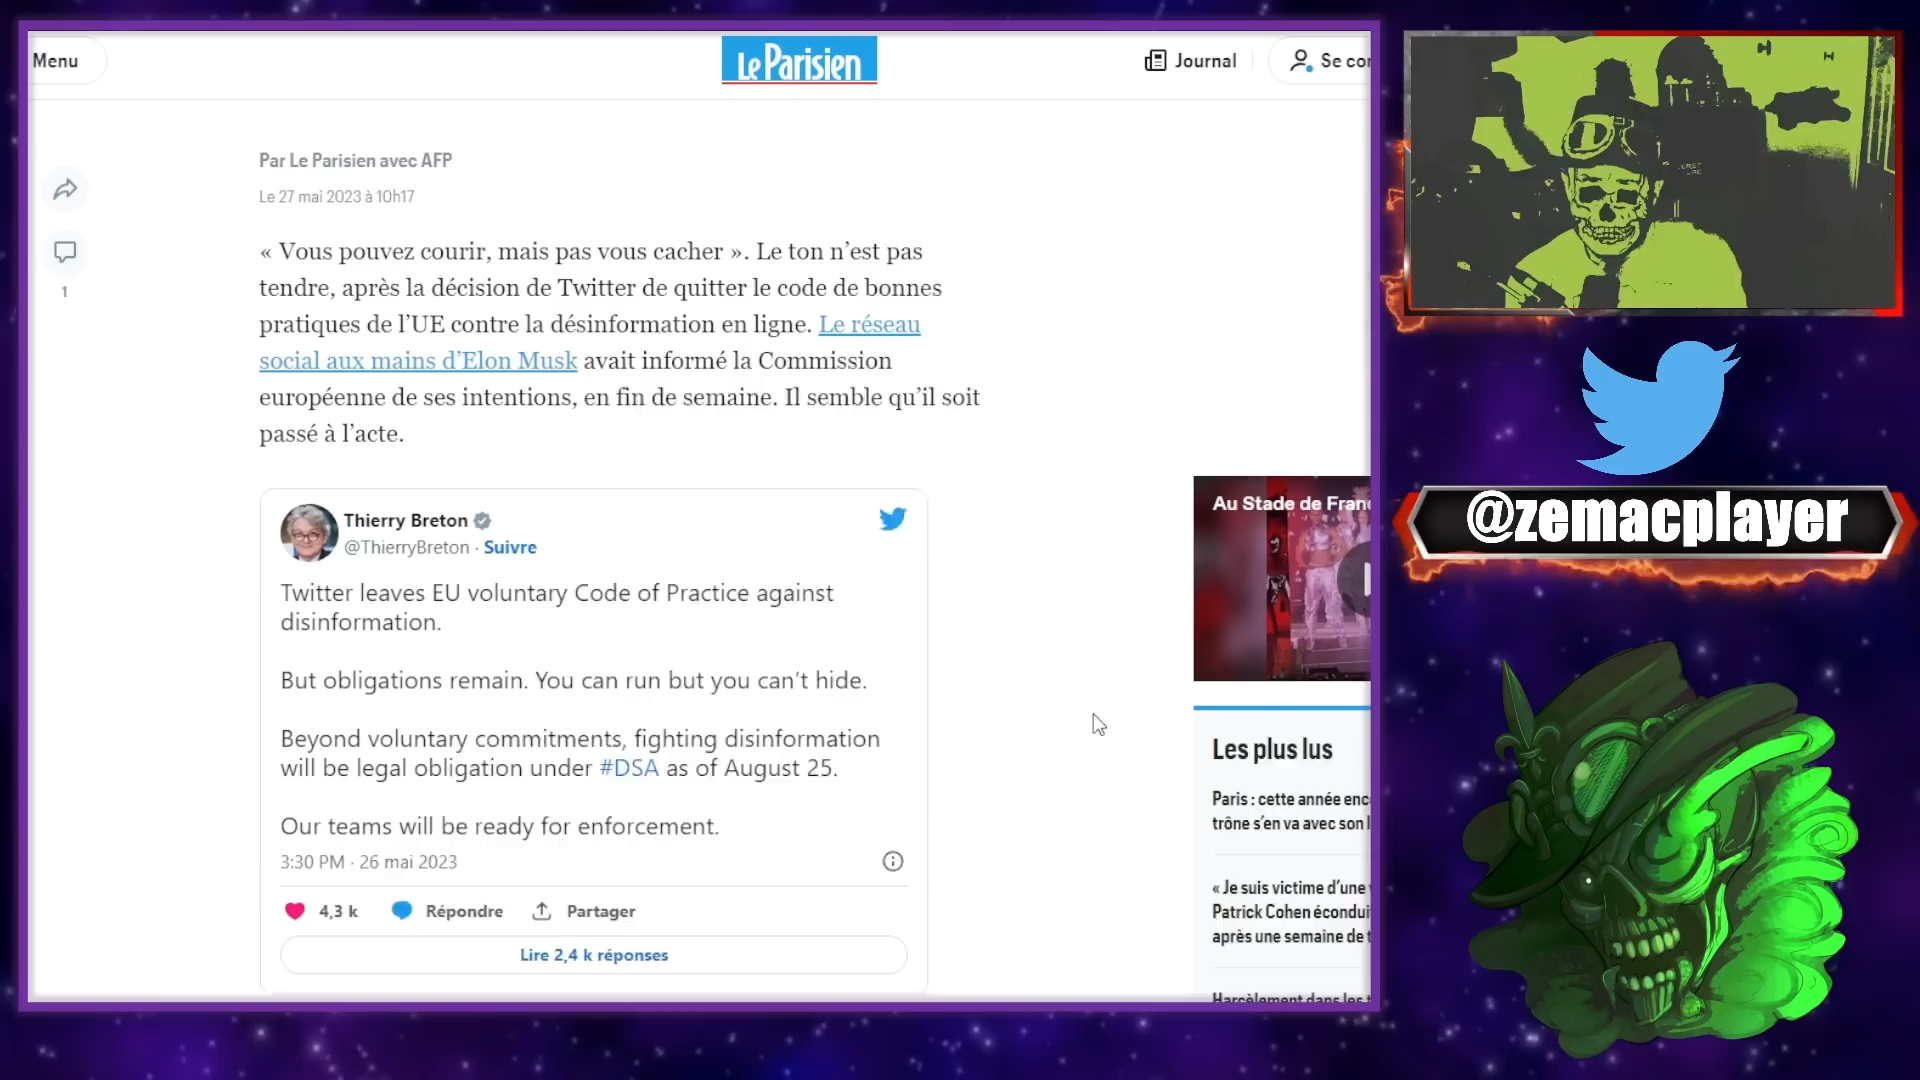 Menu
Le Parisien
Journal
Se con
Par Le Parisien avec AFP
Le 27 mai 2023 à 10h17
1
« Vous pouvez courir, mais pas vous cacher ». Le ton n’est pas
tendre, après la décision de Twitter de quitter le code de bonnes
pratiques de l’UE contre la désinformation en ligne. Le réseau
social aux mains d’Elon Musk avait informé la Commission
européenne de ses intentions, en fin de semaine. Il semble qu’il soit
passé à l’acte.
Thierry Breton
@ThierryBreton · Suivre
Twitter leaves EU voluntary Code of Practice against
disinformation.
But obligations remain. You can run but you can’t hide.
Beyond voluntary commitments, fighting disinformation
will be legal obligation under #DSA as of August 25.
Our teams will be ready for enforcement.
3:30 PM · 26 mai 2023
4,3 k
Répondre
Partager
Lire 2,4 k réponses
Au Stade de Franc
Les plus lus
Paris : cette année enc
trône s’en va avec son
« Je suis victime d’une
Patrick Cohen éconduit
après une semaine de
Harcèlement dans les
@zemacplayer